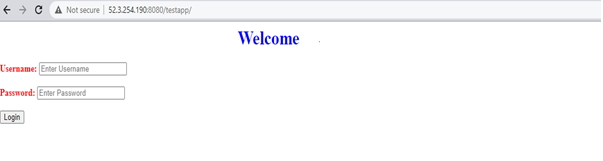 Not secure | 52.3.254.190:8080/testapp/
Welcome
Username: Enter Username
Password: Enter Password
Login